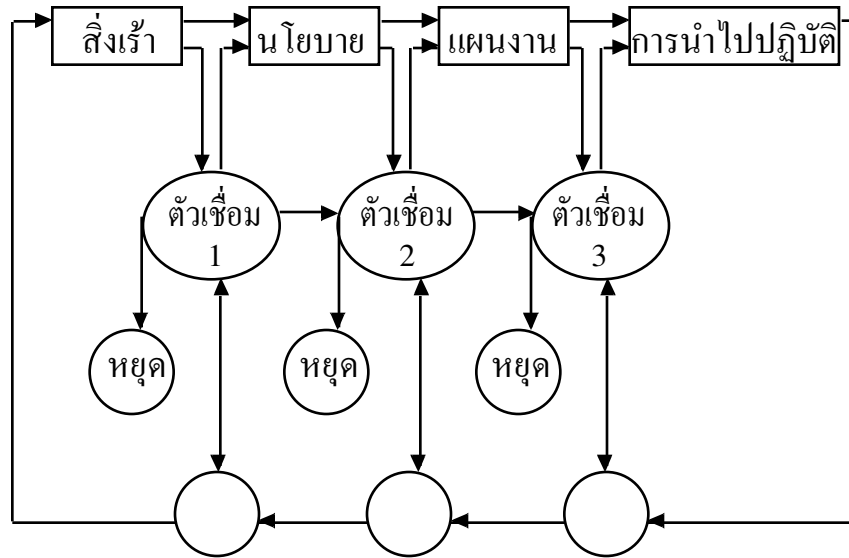 สิ่งเร้า
นโยบาย
แผนงาน
การนำไปปฏิบัติ
ตัวเชื่อม
1
ตัวเชื่อม
2
ตัวเชื่อม
3
หยุด
หยุด
หยุด